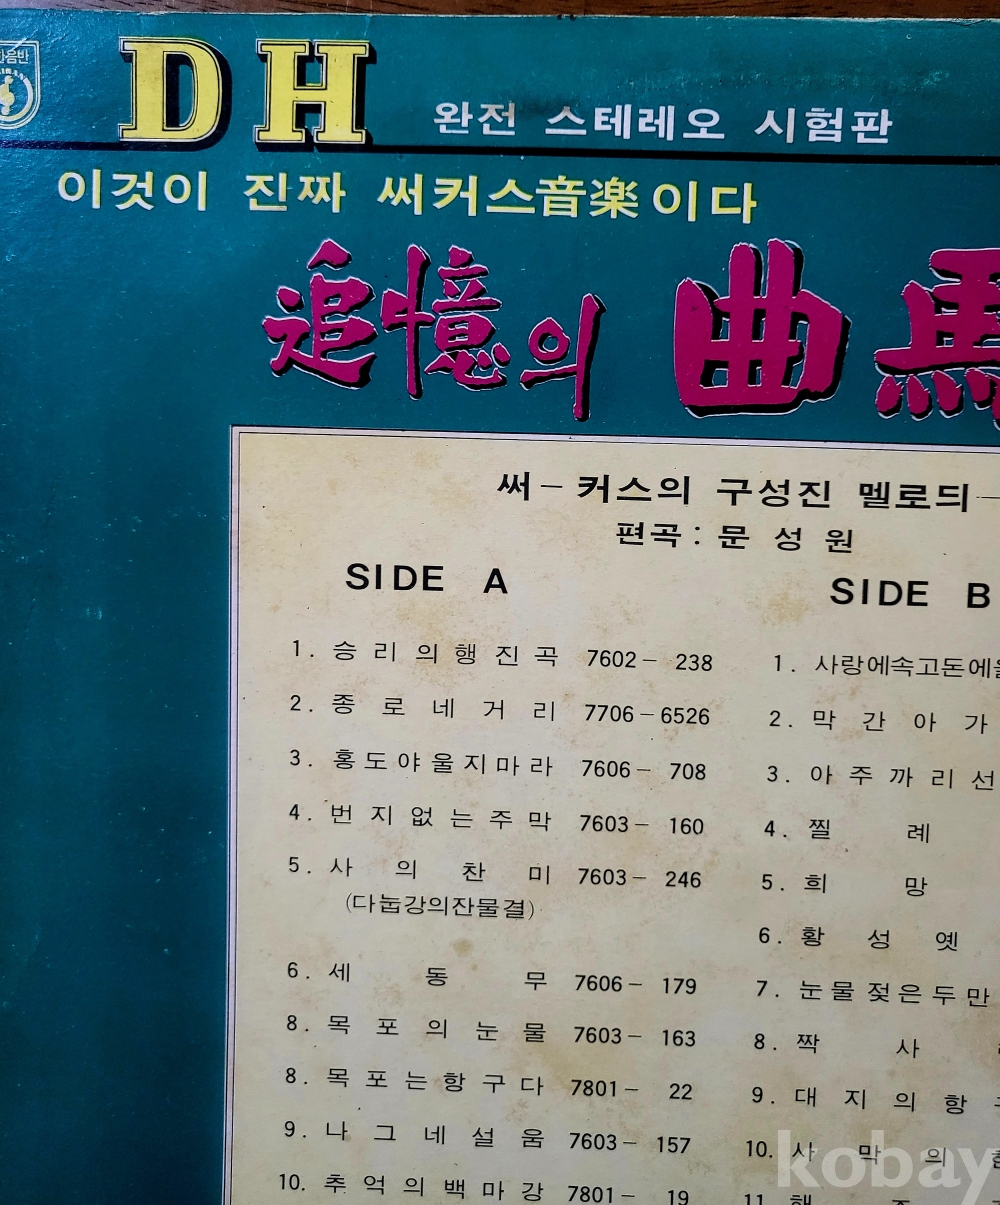 DH 완전 스테레오 시험판
이것이 진짜 써커스音楽이다
追憶의 曲馬
써－커스의 구성진 멜로듸－
편곡 : 문성원
SIDE A
1. 승리의행진곡 7602－ 238
2. 종로네거리 7706－6526
3. 홍도야울지마라 7606－ 708
4. 번지없는주막 7603－ 160
5. 사의찬미 7603－ 246
(다늅강의잔물결)
6. 세동무 7606－ 179
8. 목포의눈물 7603－ 163
8. 목포는항구다 7801－ 22
9. 나그네설움 7603－ 157
10. 추억의백마강 7801－ 19
SIDE B
1. 사랑에속고돈에울
2. 막간아가
3. 아주까리선
4. 찔레
5. 희망
6. 황성옛
7. 눈물젖은두만
8. 짝사
9. 대지의항
10. 사막의한
kobay